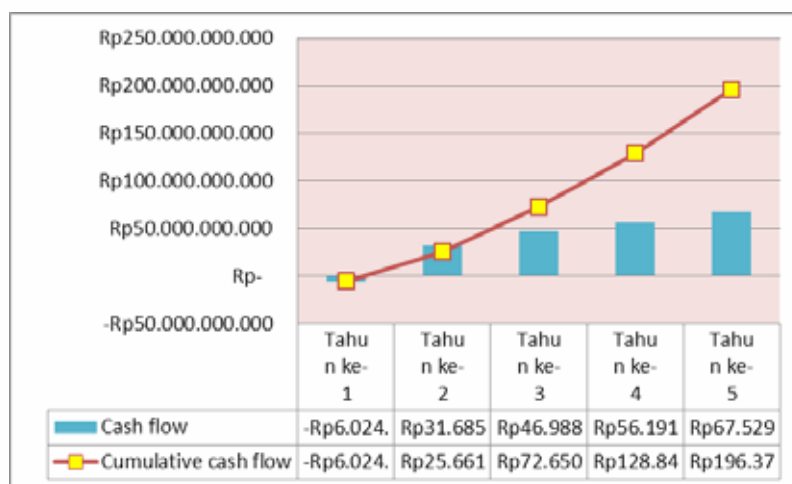 Rp250.000.000.000
Rp200.000.000.000
Rp150.000.000.000
Rp100.000.000.000
Rp50.000.000.000
Rp-
-Rp50.000.000.000
Tahu Tahu Tahu Tahu Tahu
n ke- n ke- n ke- n ke- n ke-
1 2 3 4 5
Cash flow -Rp6.024. Rp31.685 Rp46.988 Rp56.191 Rp67.529
Cumulative cash flow -Rp6.024. Rp25.661 Rp72.650 Rp128.84 Rp196.37